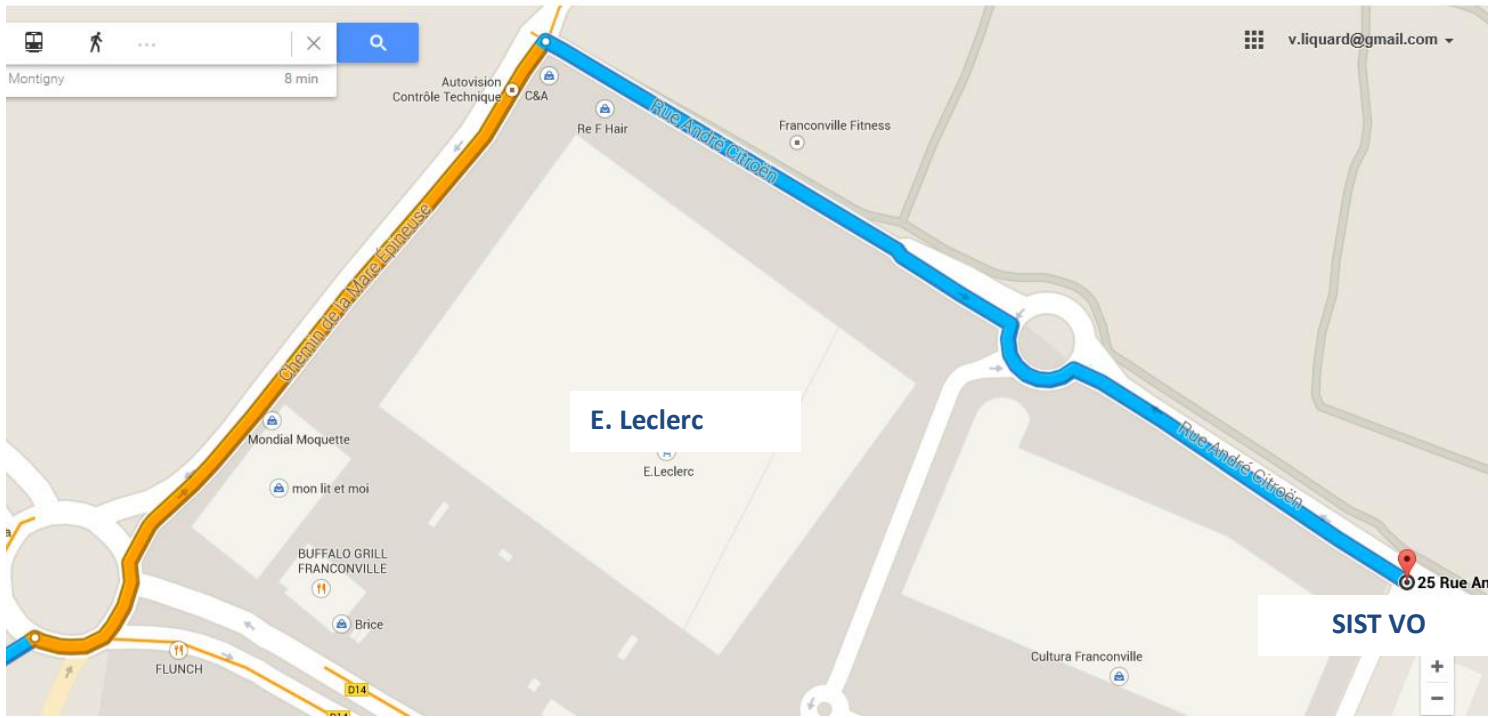 v.liquard@gmail.com
Montigny
8 min
Autovision
Contrôle Technique
C&A
Re F Hair
Franconville Fitness
Rue André Citroën
Chemin de la Mare Épineuse
E. Leclerc
E.Leclerc
Mondial Moquette
mon lit et moi
Rue André Citroën
BUFFALO GRILL
FRANCONVILLE
25 Rue An
Brice
SIST VO
FLUNCH
Cultura Franconville
D14
D14